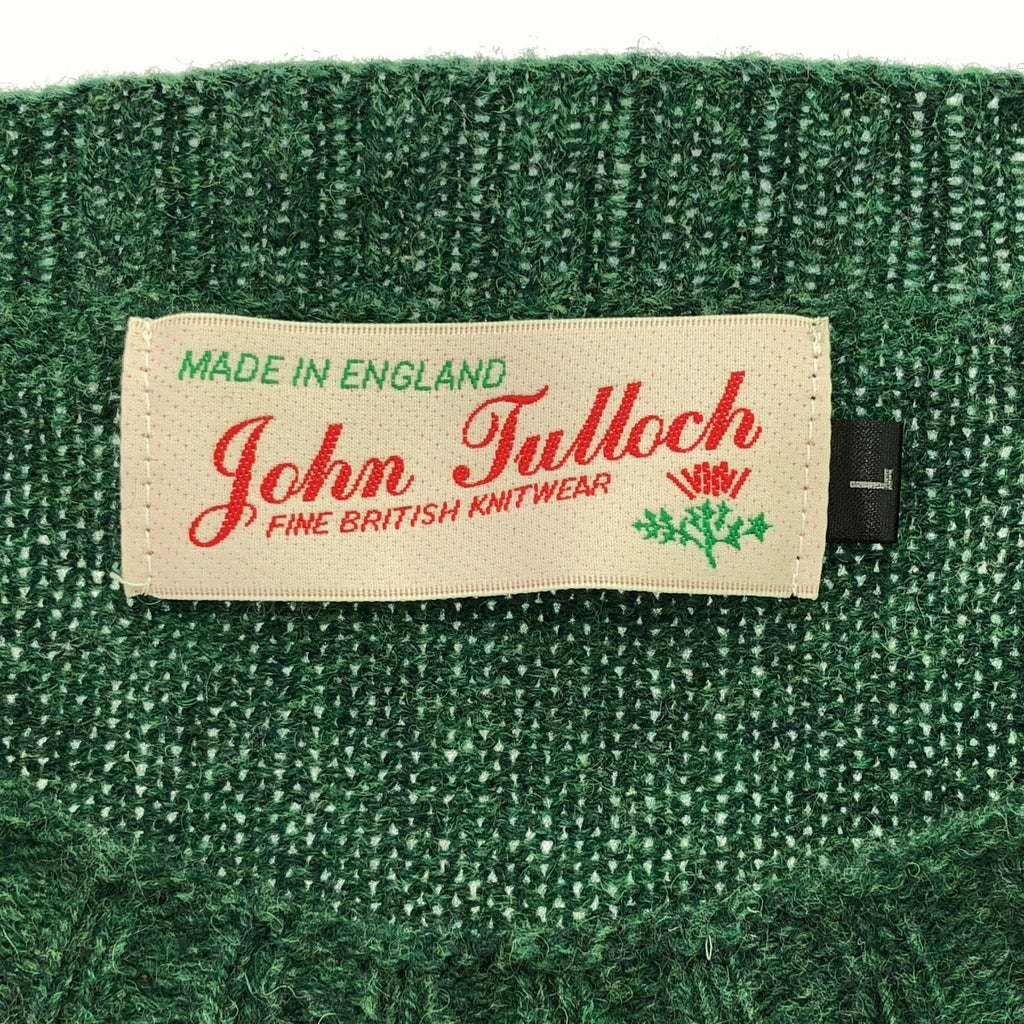 MADE IN ENGLAND
John Tulloch
FINE BRITISH KNITWEAR
L